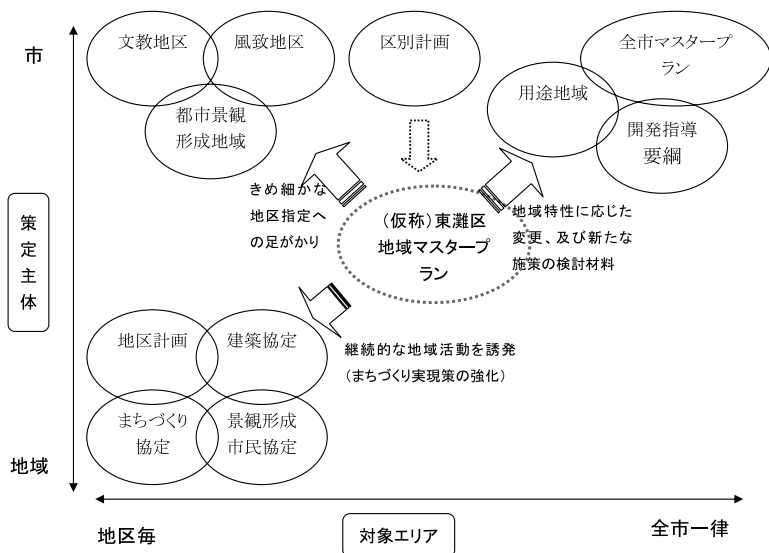 市
文教地区
風致地区
都市景観
形成地域
区別計画
全市マスタープ
ラン
用途地域
開発指導
要綱
きめ細かな
地区指定へ
の足がかり
(仮称)東灘区
地域マスタープ
ラン
地域特性に応じた
変更、及び新たな
施策の検討材料
策定主体
地区計画
建築協定
まちづくり
協定
景観形成
市民協定
継続的な地域活動を誘発
(まちづくり実現策の強化)
地域
地区毎
対象エリア
全市一律